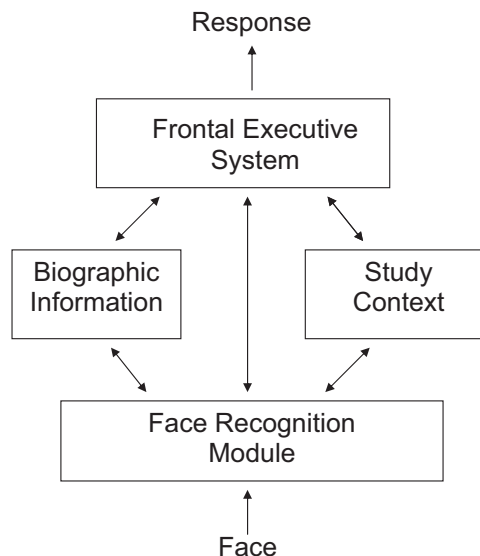 Response
Frontal Executive
System
Biographic
Information
Study
Context
Face Recognition
Module
Face